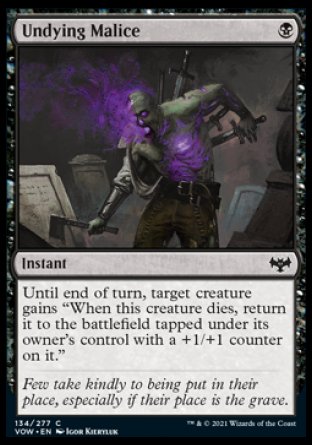 Undying Malice
Instant
Until end of turn, target creature
gains “When this creature dies, return
it to the battlefield tapped under its
owner’s control with a +1/+1 counter
on it.”
Few take kindly to being put in their
place, especially if their place is the grave.
134/277 C
VOW • EN Igor Kieryluk
™ & © 2021 Wizards of the Coast